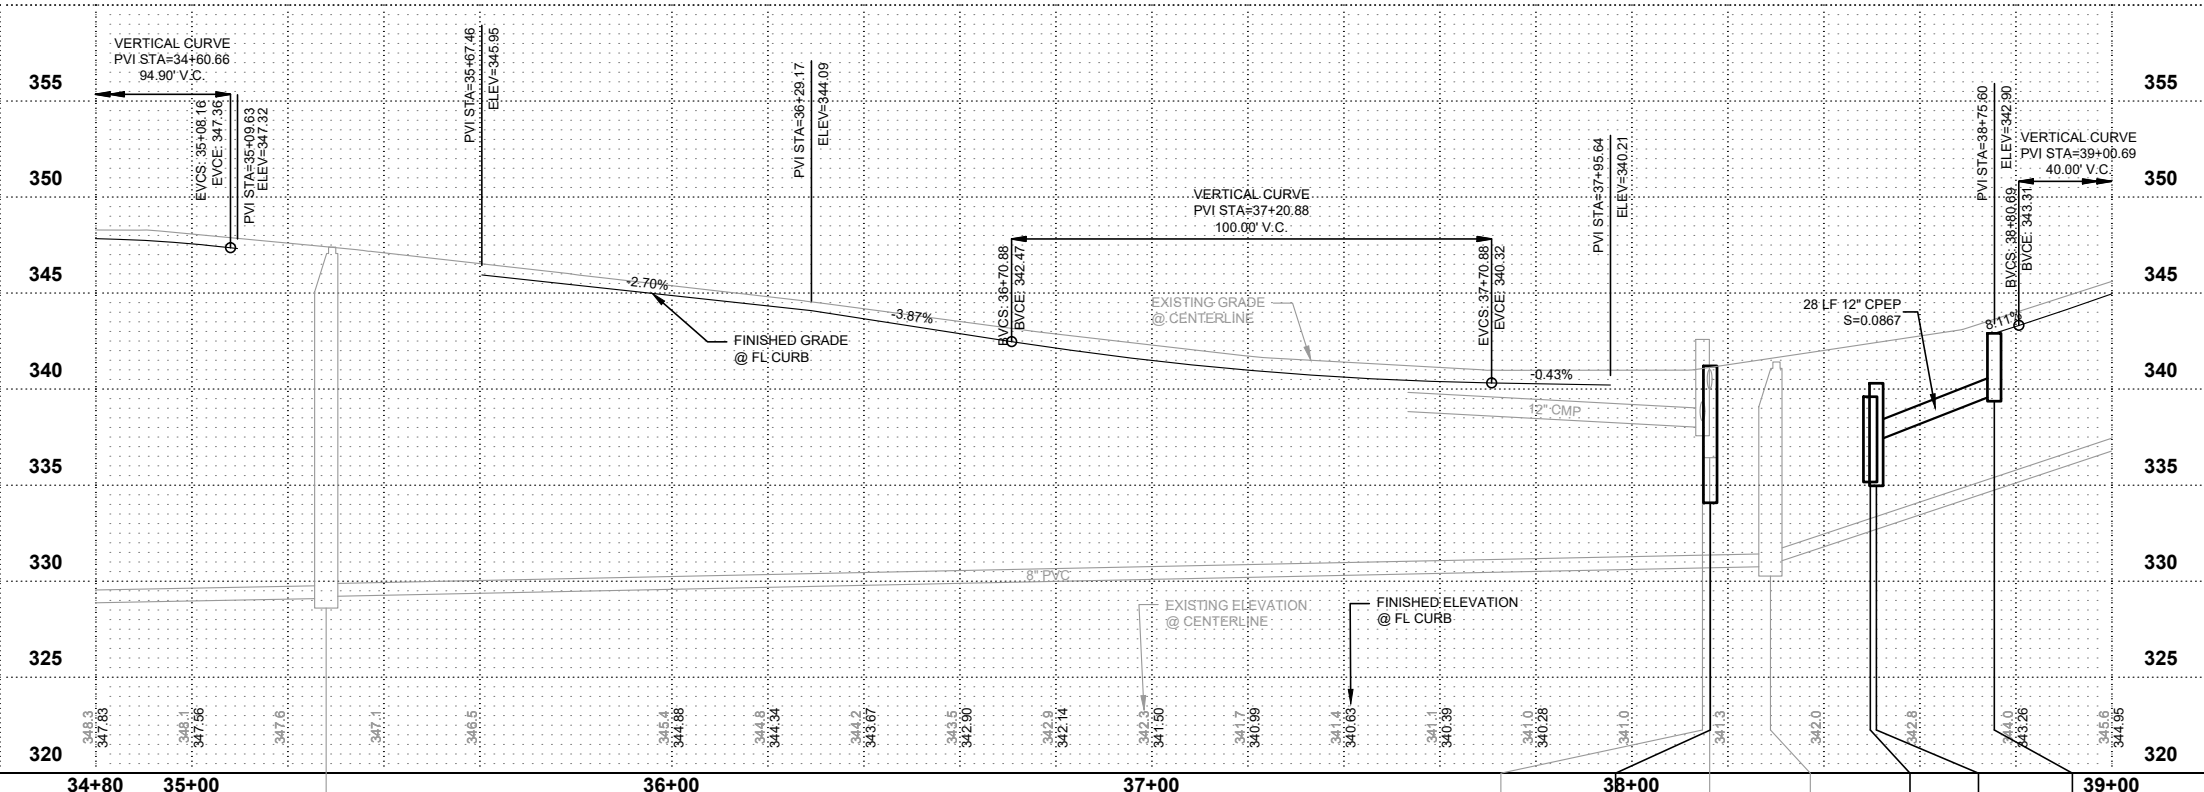 VERTICAL CURVE
PVI STA=34+60.66
94.90' V.C.
EVCS: 35+08.16
EVCE: 347.36
PVI STA=35+09.63
ELEV=347.32
PVI STA=35+67.46
ELEV=345.95
PVI STA=36+29.17
ELEV=344.09
VERTICAL CURVE
PVI STA=37+20.88
100.00' V.C.
BVCS: 36+70.88
BVCE: 342.47
EVCS: 37+70.88
EVCE: 340.32
PVI STA=37+95.64
ELEV=340.21
PVI STA=38+75.60
ELEV=342.90
VERTICAL CURVE
PVI STA=39+00.69
40.00' V.C.
BVCS: 38+80.69
BVCE: 343.31
355
355
350
350
345
345
340
340
335
335
330
330
325
325
320
320
-2.70%
-3.87%
-0.43%
8.11%
FINISHED GRADE
@ FL CURB
EXISTING GRADE
@ CENTERLINE
28 LF 12" CPEP
S=0.0867
12" CMP
8" PVC
EXISTING ELEVATION
@ CENTERLINE
FINISHED ELEVATION
@ FL CURB
348.3
347.83
348.1
347.56
347.6
347.1
346.5
345.4
344.88
344.8
344.34
344.2
343.67
343.5
342.90
342.9
342.14
342.3
341.50
341.7
340.99
341.4
340.63
341.1
340.39
341.0
340.28
341.0
341.3
342.0
342.8
344.0
343.26
345.6
344.95
34+80
35+00
36+00
37+00
38+00
39+00